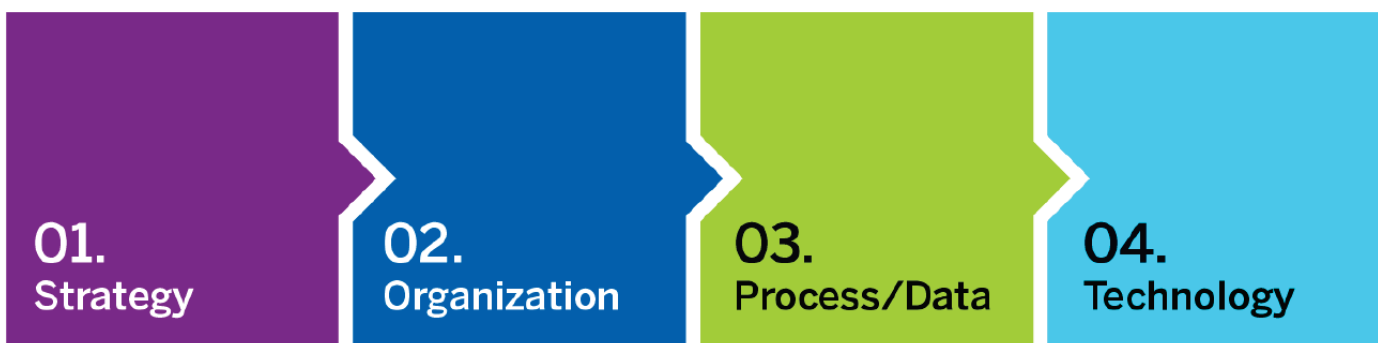 01.
Strategy
02.
Organization
03.
Process/Data
04.
Technology